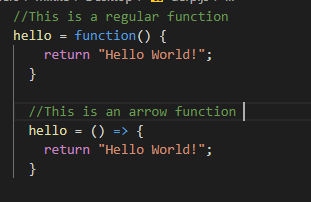 //This is a regular function
hello = function() {
return "Hello World!";
}
//This is an arrow function
hello = () => {
return "Hello World!";
}